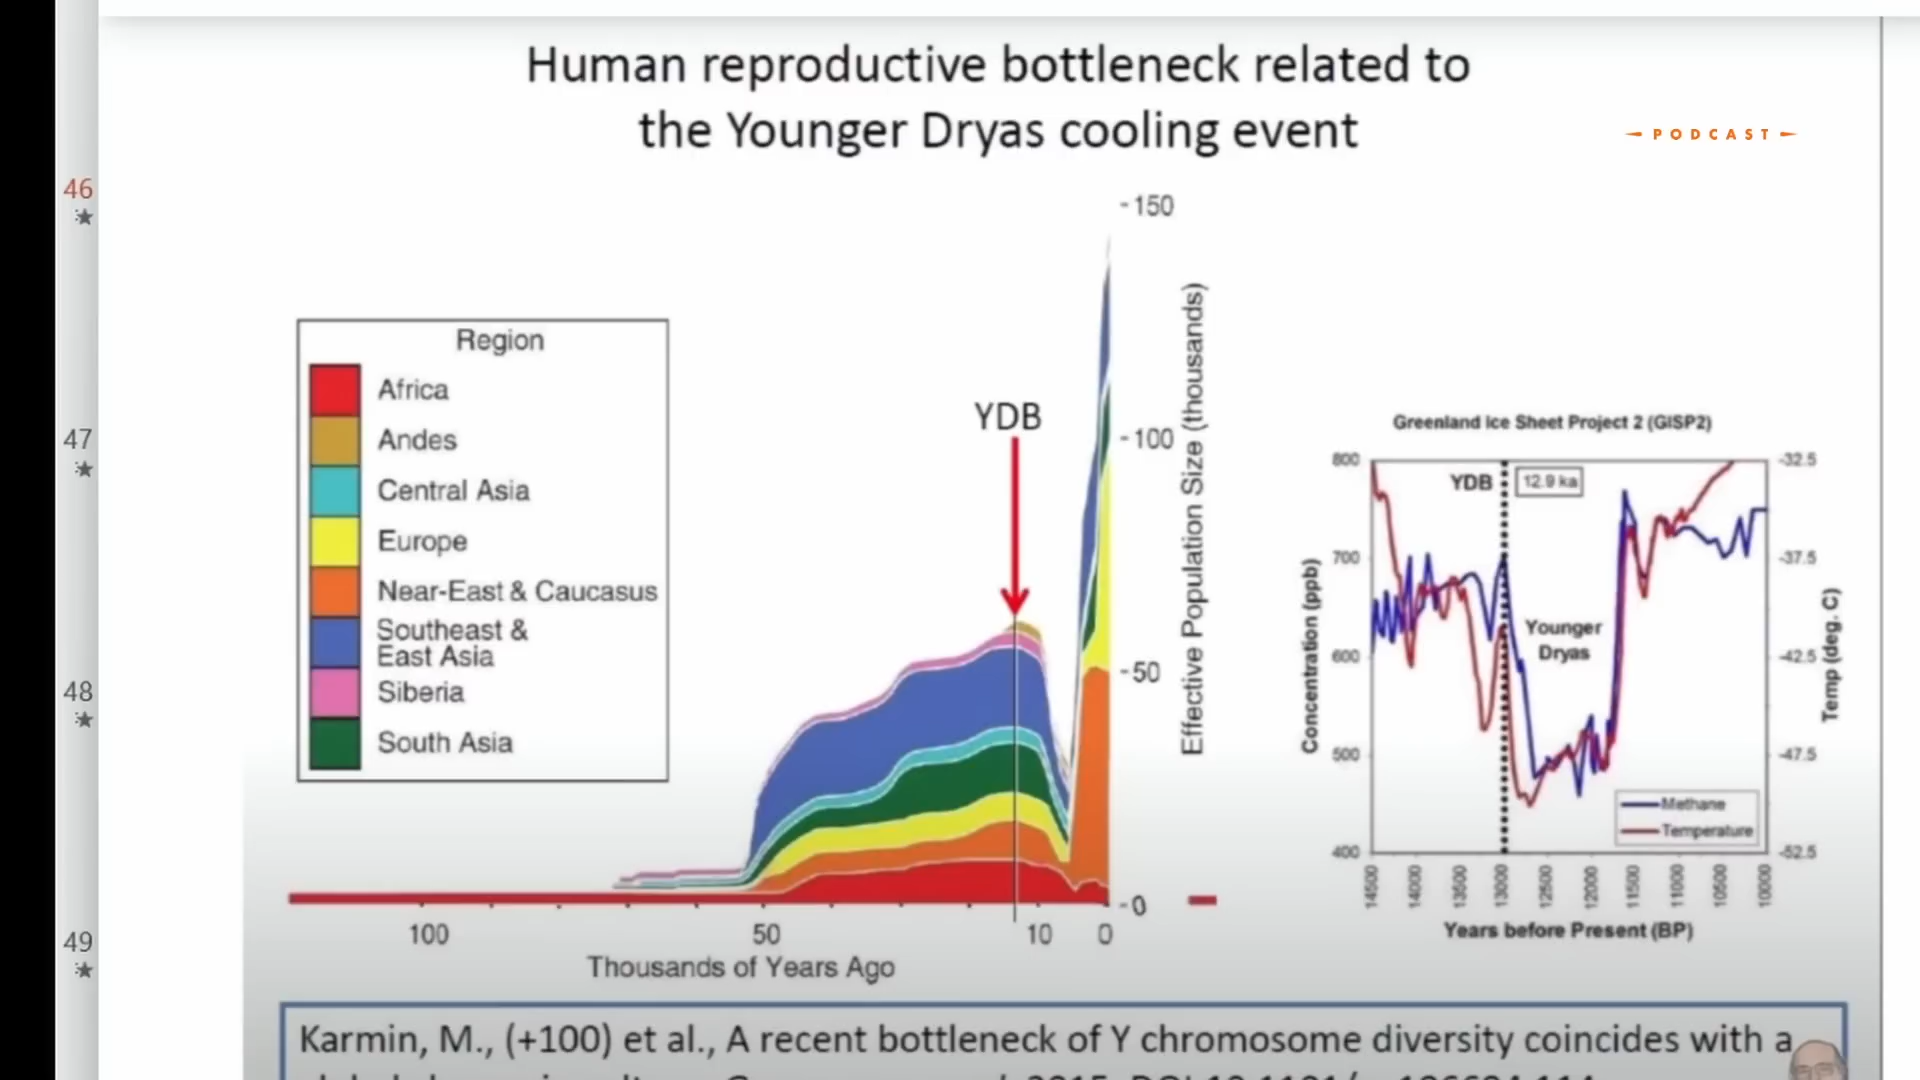 Human reproductive bottleneck related to
the Younger Dryas cooling event
PODCAST
46
47
48
49
Region
Africa
Andes
Central Asia
Europe
Near-East & Caucasus
Southeast &
East Asia
Siberia
South Asia
YDB
150
100
50
0
Effective Population Size (thousands)
100
50
10
0
Thousands of Years Ago
Greenland Ice Sheet Project 2 (GISP2)
YDB
12.9 ka
Younger
Dryas
Methane
Temperature
800
700
600
500
400
Concentration (ppb)
-32.5
-37.5
-42.5
-47.5
-52.5
Temp (deg. C)
14500
14000
13500
13000
12500
12000
11500
11000
10500
10000
Years before Present (BP)
Karmin, M., (+100) et al., A recent bottleneck of Y chromosome diversity coincides with a